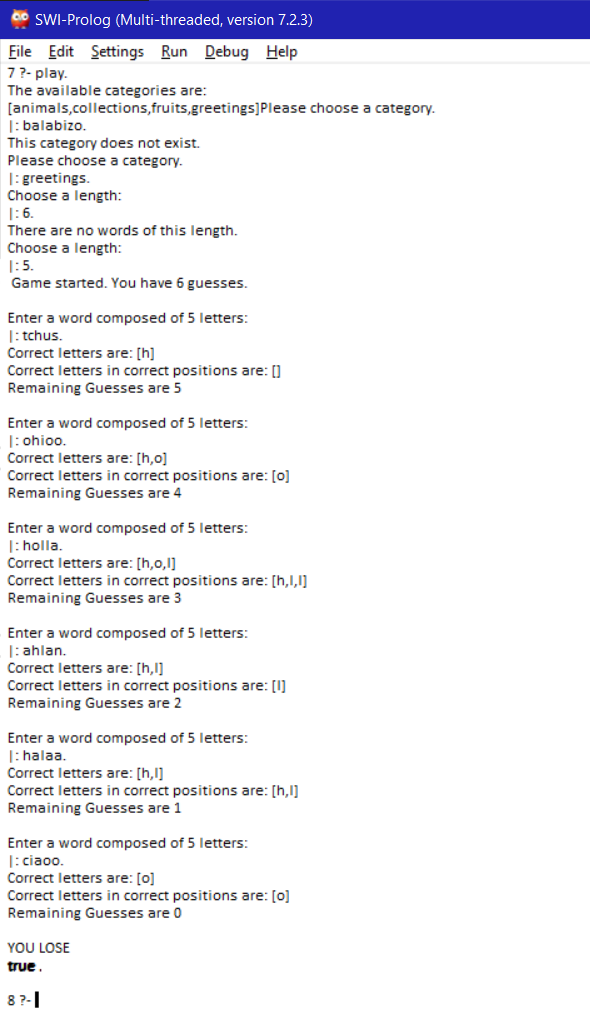 SWI-Prolog (Multi-threaded, version 7.2.3)
File Edit Settings Run Debug Help
7 ?- play.
The available categories are:
[animals,collections,fruits,greetings]Please choose a category.
|: balabizo.
This category does not exist.
Please choose a category.
|: greetings.
Choose a length:
|: 6.
There are no words of this length.
Choose a length:
|: 5.
Game started. You have 6 guesses.
Enter a word composed of 5 letters:
|: tchus.
Correct letters are: [h]
Correct letters in correct positions are: []
Remaining Guesses are 5
Enter a word composed of 5 letters:
|: ohioo.
Correct letters are: [h,o]
Correct letters in correct positions are: [o]
Remaining Guesses are 4
Enter a word composed of 5 letters:
|: holla.
Correct letters are: [h,o,l]
Correct letters in correct positions are: [h,l,l]
Remaining Guesses are 3
Enter a word composed of 5 letters:
|: ahlan.
Correct letters are: [h,l]
Correct letters in correct positions are: [l]
Remaining Guesses are 2
Enter a word composed of 5 letters:
|: halaa.
Correct letters are: [h,l]
Correct letters in correct positions are: [h,l]
Remaining Guesses are 1
Enter a word composed of 5 letters:
|: ciaoo.
Correct letters are: [o]
Correct letters in correct positions are: [o]
Remaining Guesses are 0
YOU LOSE
true .
8 ?-